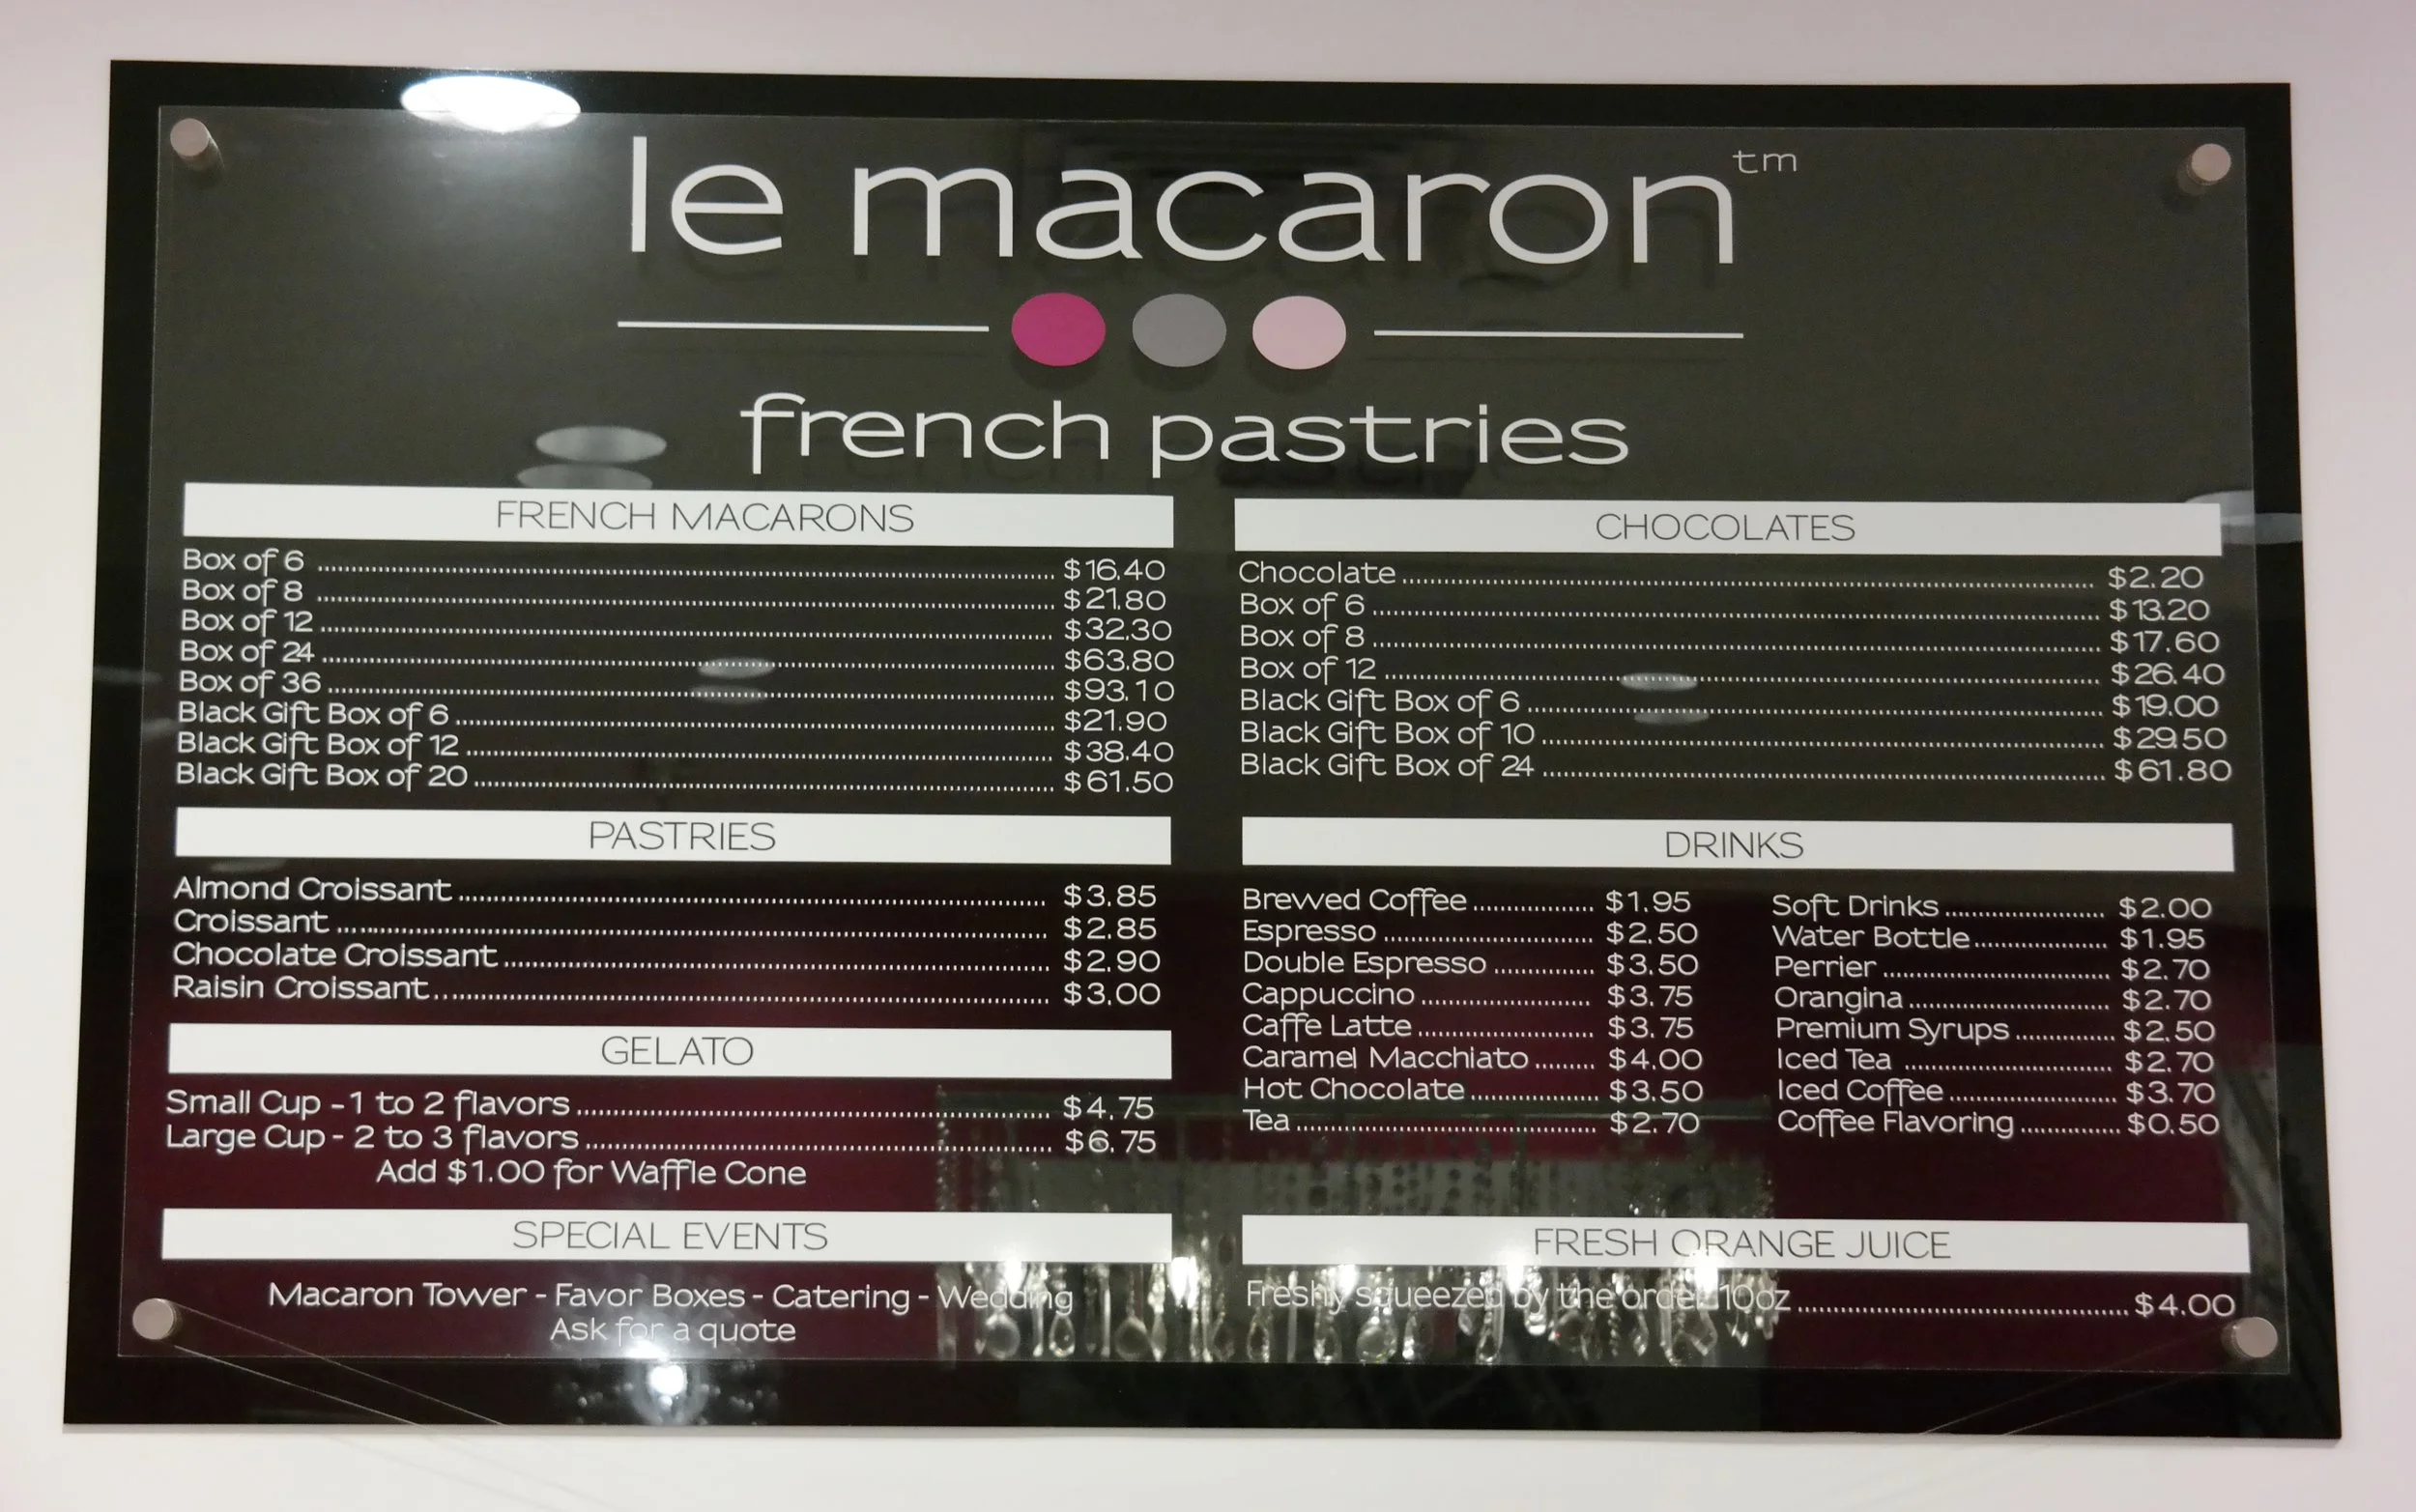 le macaron tm
french pastries
FRENCH MACARONS
Box of 6 ........ $16.40
Box of 8 ........ $21.80
Box of 12 ........ $32.30
Box of 24 ........ $63.80
Box of 36 ........ $93.10
Black Gift Box of 6 ........ $21.90
Black Gift Box of 12 ........ $38.40
Black Gift Box of 20 ........ $61.50
PASTRIES
Almond Croissant ........ $3.85
Croissant ........ $2.85
Chocolate Croissant ........ $2.90
Raisin Croissant ........ $3.00
GELATO
Small Cup -1 to 2 flavors ........ $4.75
Large Cup - 2 to 3 flavors ........ $6.75
Add $1.00 for Waffle Cone
SPECIAL EVENTS
Macaron Tower - Favor Boxes - Catering - Wedding
Ask for a quote
CHOCOLATES
Chocolate ........ $2.20
Box of 6 ........ $13.20
Box of 8 ........ $17.60
Box of 12 ........ $26.40
Black Gift Box of 6 ........ $19.00
Black Gift Box of 10 ........ $29.50
Black Gift Box of 24 ........ $61.80
DRINKS
Brewed Coffee ........ $1.95
Espresso ........ $2.50
Double Espresso ........ $3.50
Cappuccino ........ $3.75
Caffe Latte ........ $3.75
Caramel Macchiato ........ $4.00
Hot Chocolate ........ $3.50
Tea ........ $2.70
Soft Drinks ........ $2.00
Water Bottle ........ $1.95
Perrier ........ $2.70
Orangina ........ $2.70
Premium Syrups ........ $2.50
Iced Tea ........ $2.70
Iced Coffee ........ $3.70
Coffee Flavoring ........ $0.50
FRESH ORANGE JUICE
Freshly squeezed by the order 10oz ........ $4.00